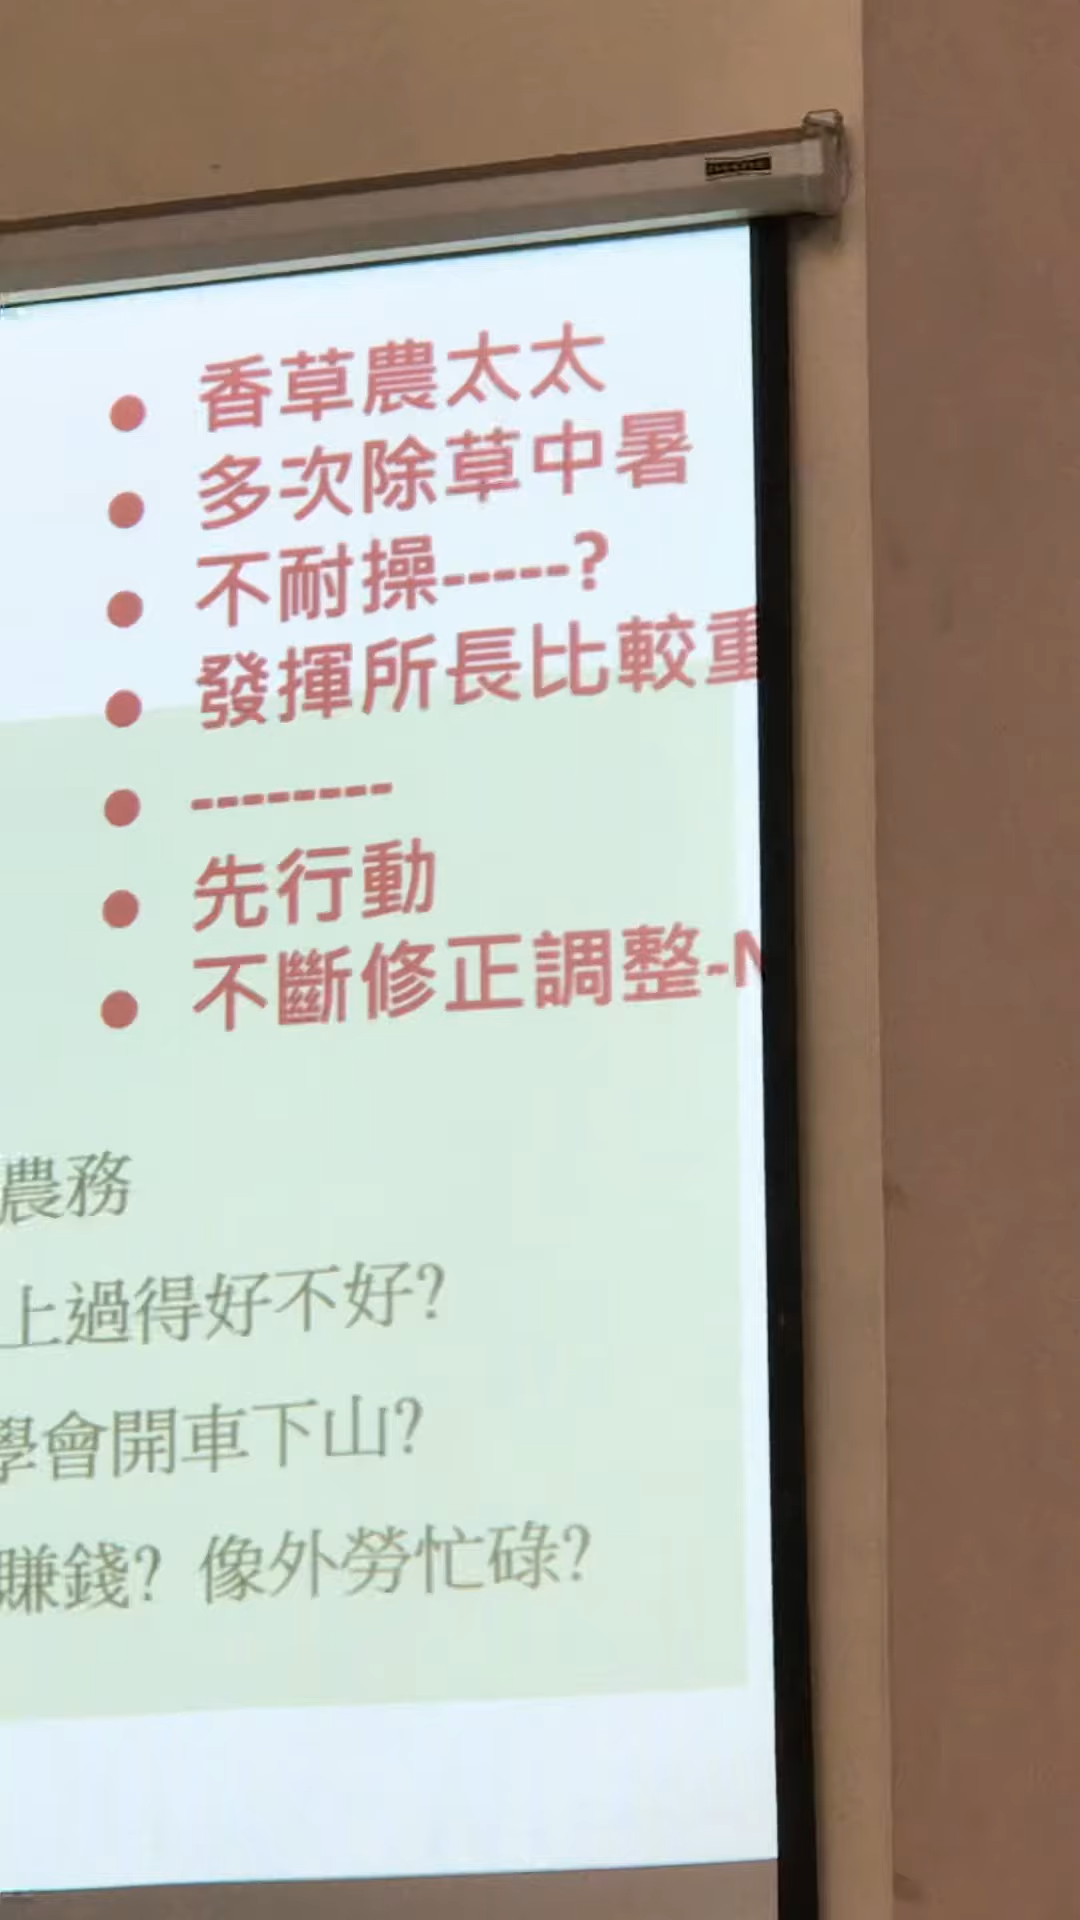 香草農太太
多次除草中暑
不耐操-----?
發揮所長比較重
--------
先行動
不斷修正調整-
農務
上過得好不好?
學會開車下山?
賺錢? 像外勞忙碌?